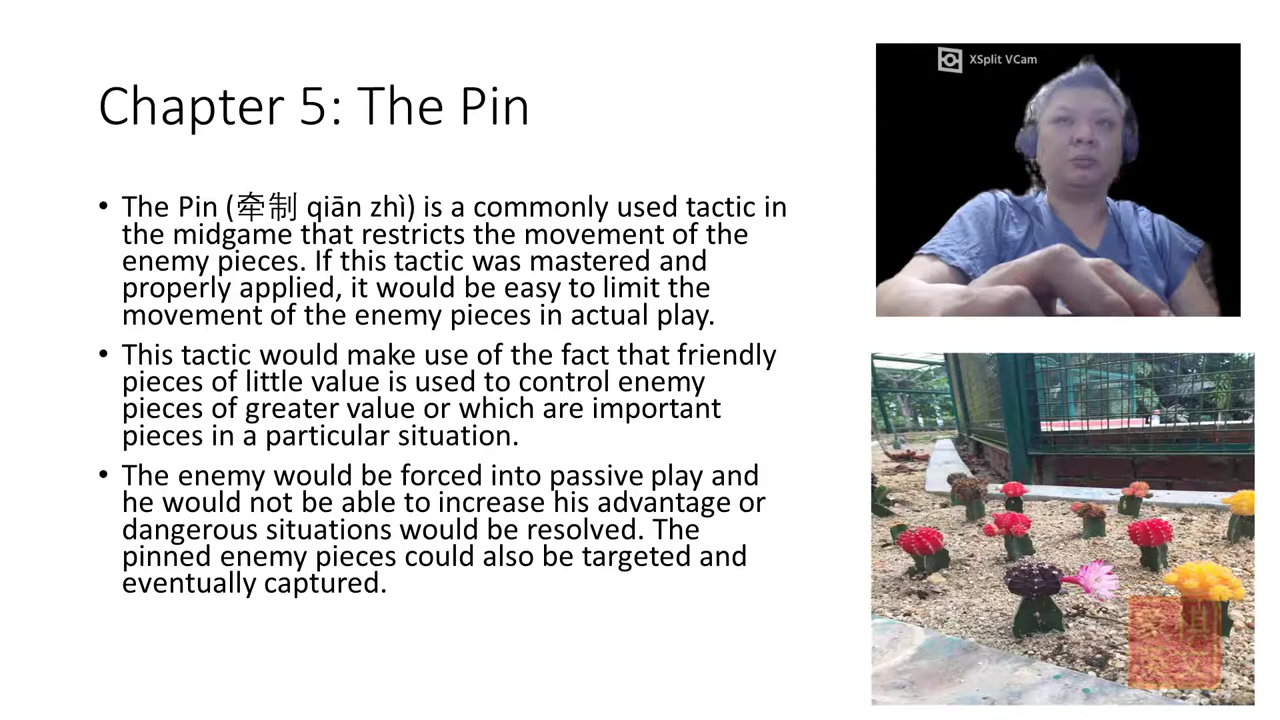 XSplit VCam
Chapter 5: The Pin
• The Pin (牵制 qiān zhì) is a commonly used tactic in
the midgame that restricts the movement of the
enemy pieces. If this tactic was mastered and
properly applied, it would be easy to limit the
movement of the enemy pieces in actual play.
• This tactic would make use of the fact that friendly
pieces of little value is used to control enemy
pieces of greater value or which are important
pieces in a particular situation.
• The enemy would be forced into passive play and
he would not be able to increase his advantage or
dangerous situations would be resolved. The
pinned enemy pieces could also be targeted and
eventually captured.